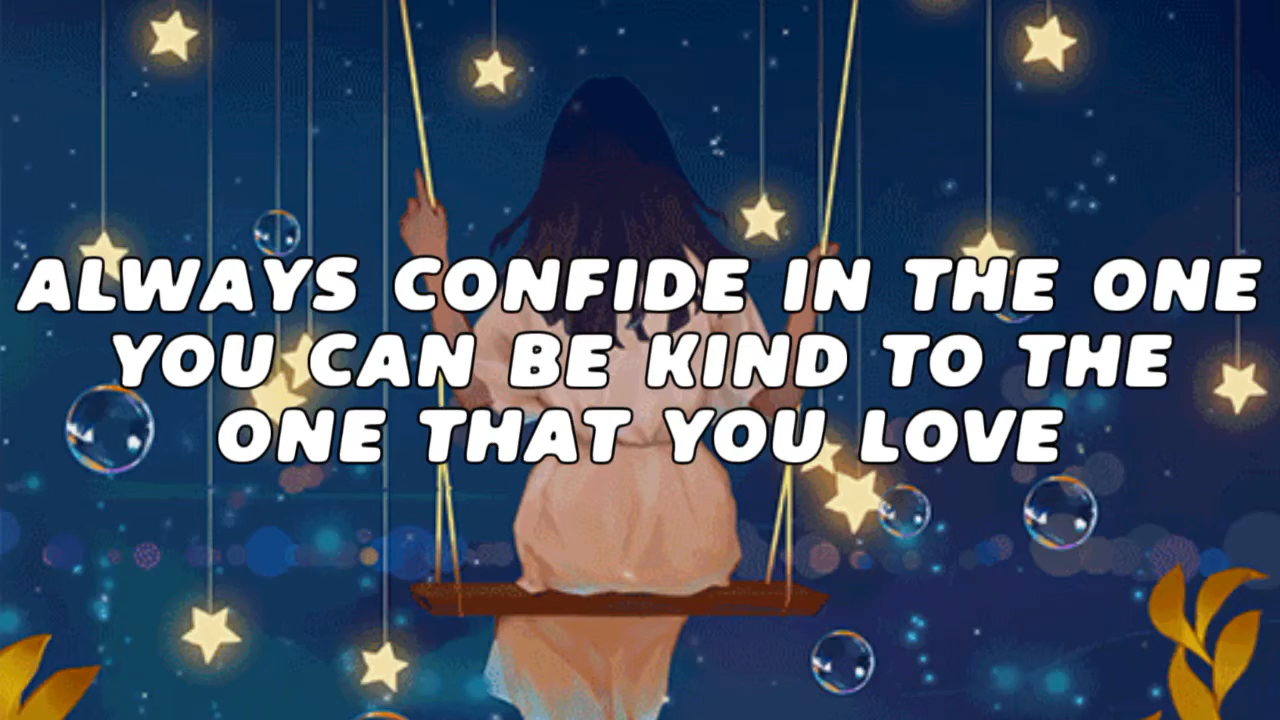 ALWAYS CONFIDE IN THE ONE
YOU CAN BE KIND TO THE
ONE THAT YOU LOVE